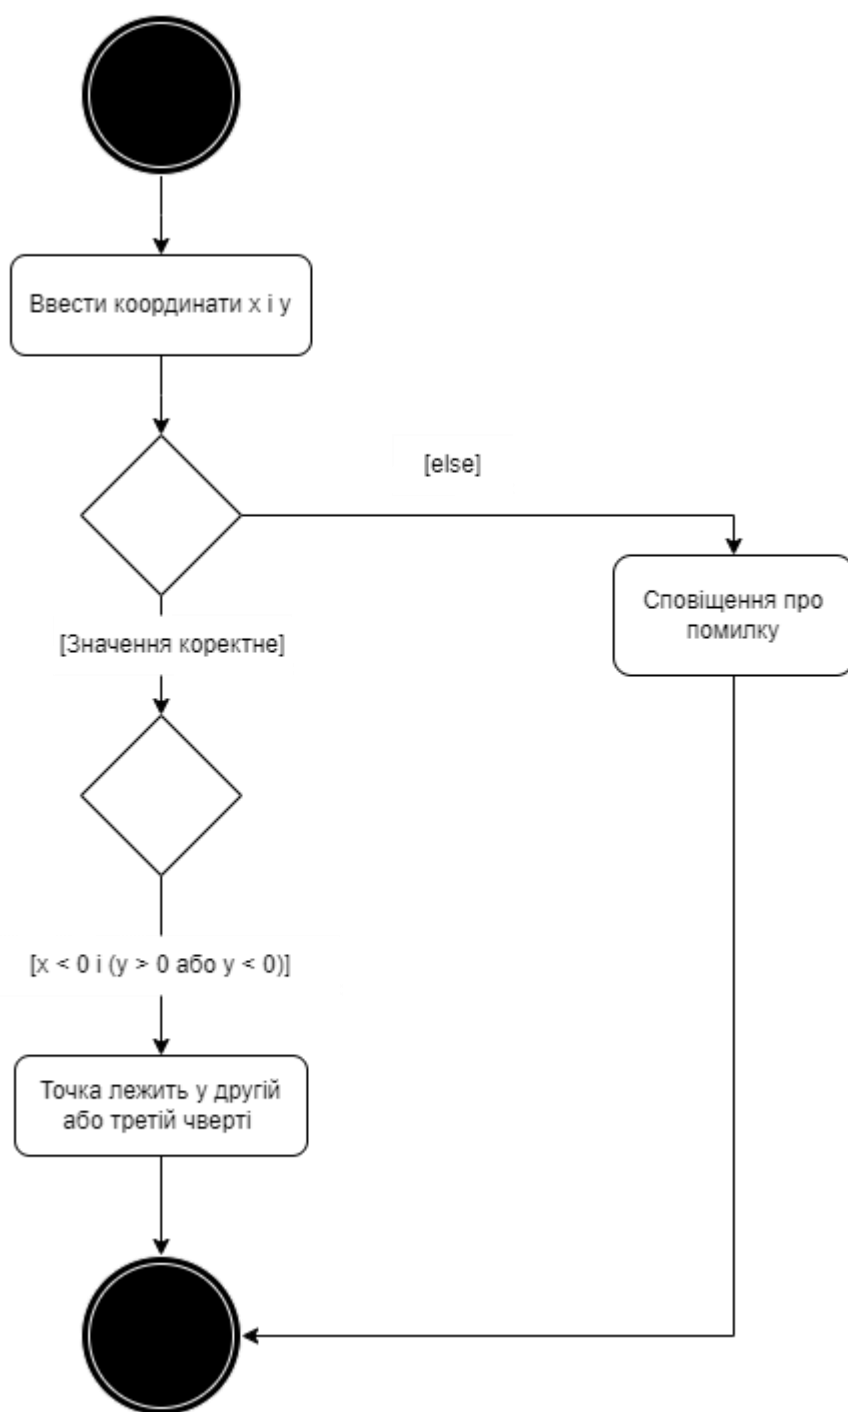 Ввести координати x і y
[else]
Сповіщення про
помилку
[Значення коректне]
[x < 0 і (y > 0 або y < 0)]
Точка лежить у другій
або третій чверті